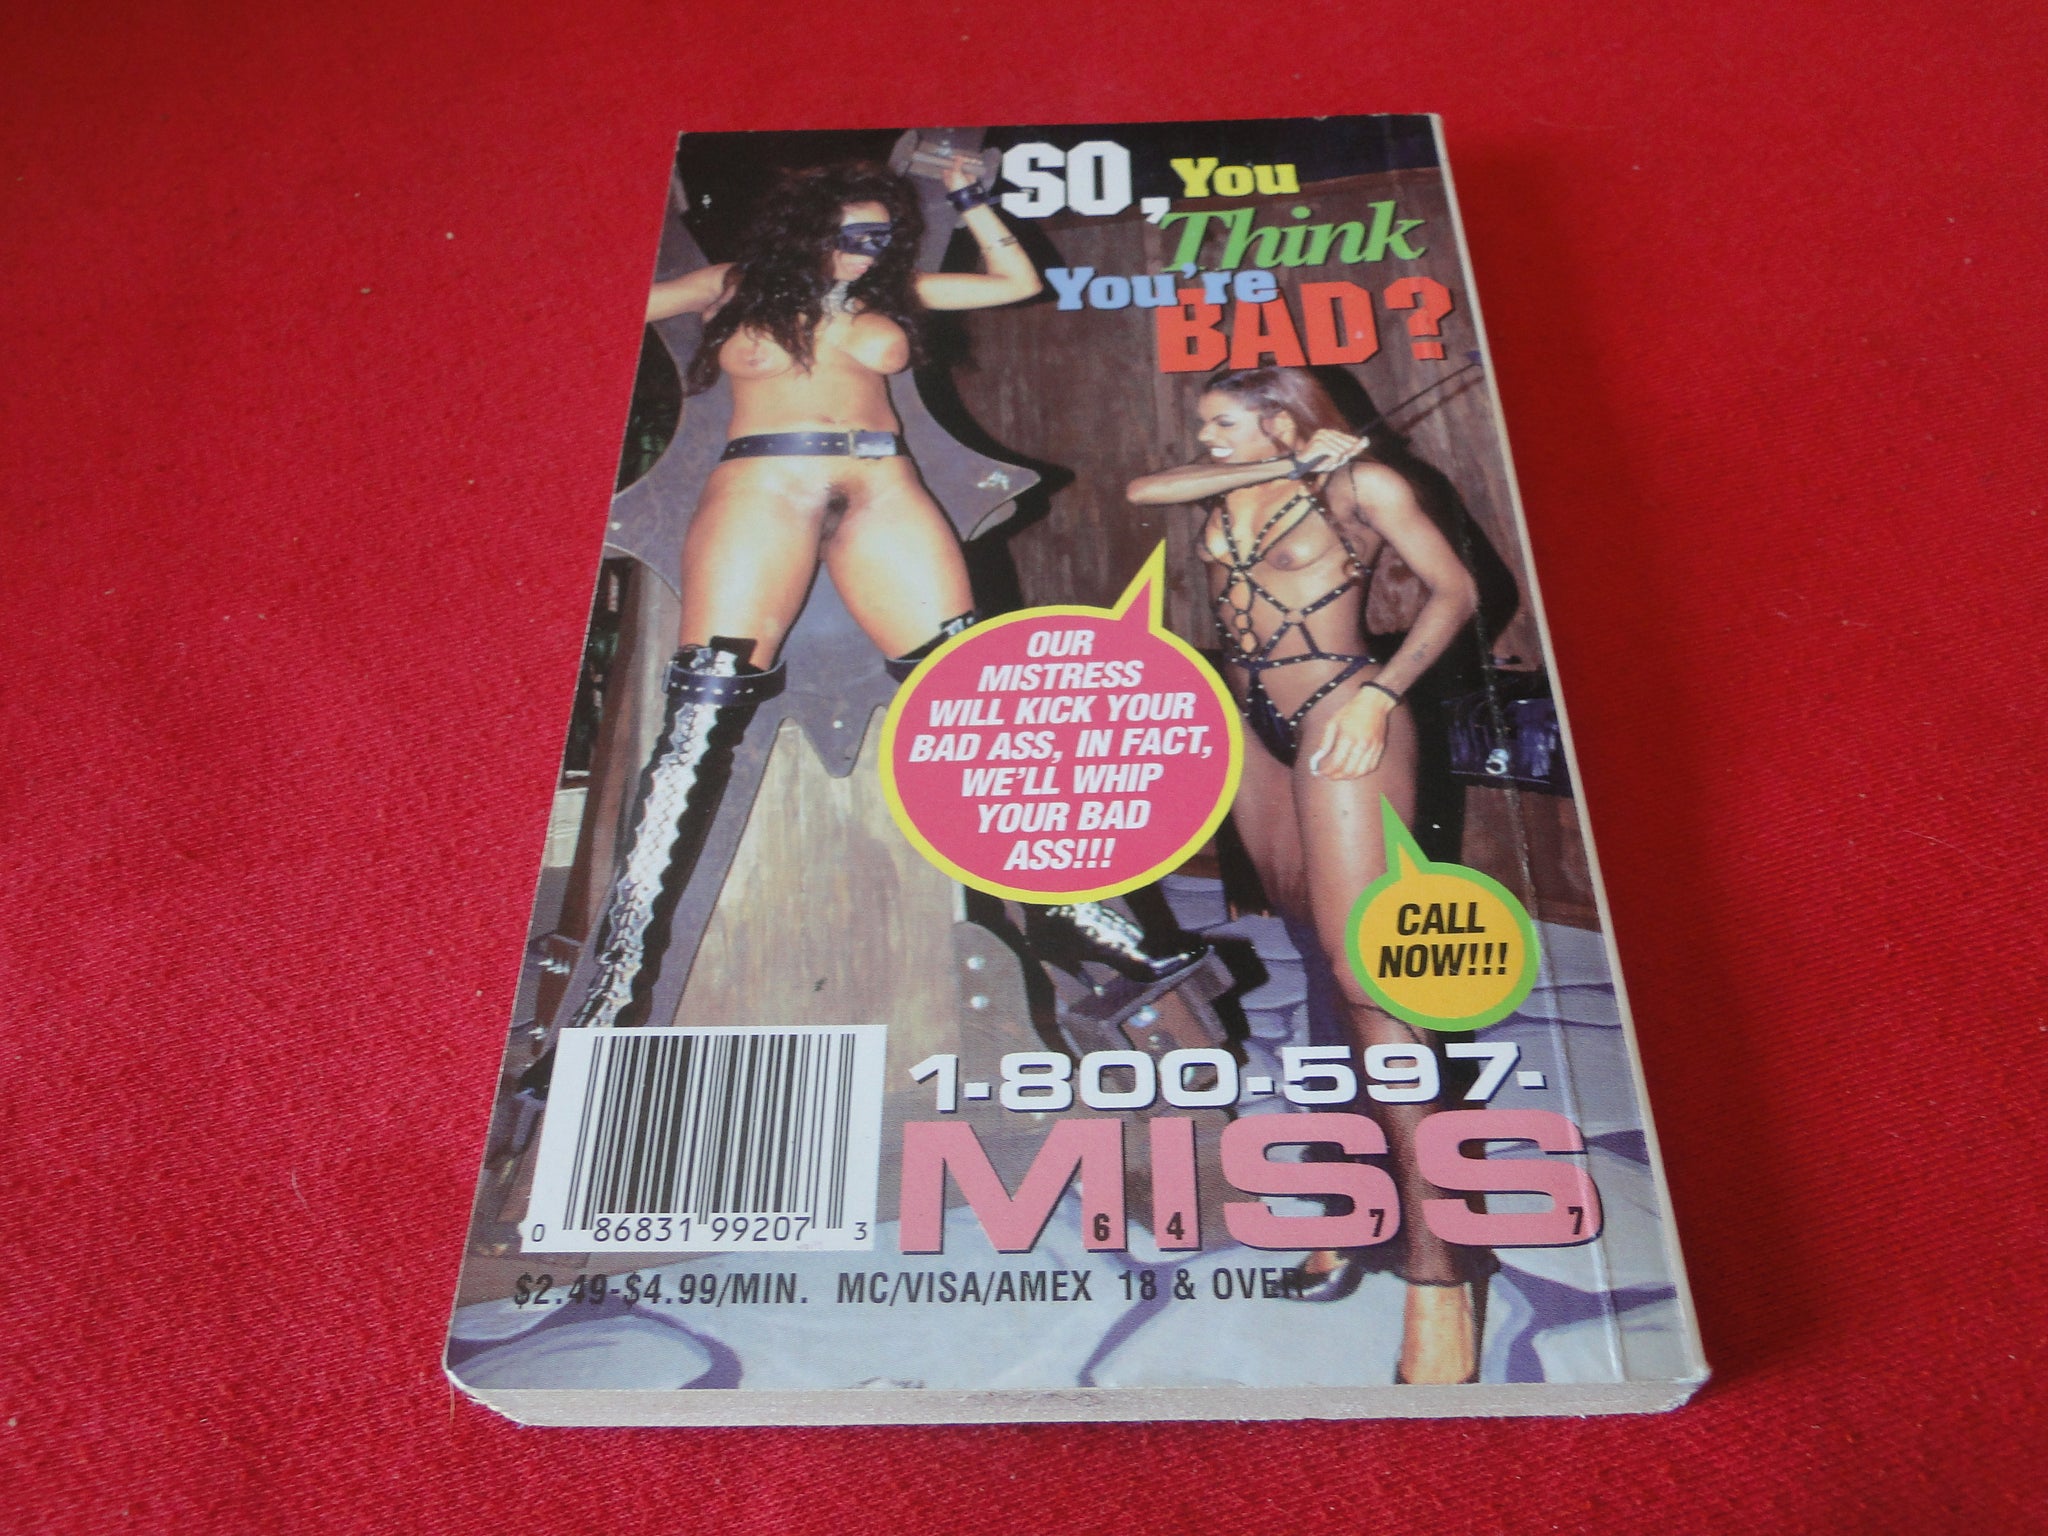 SO, You
Think
You're
BAD?
OUR
MISTRESS
WILL KICK YOUR
BAD ASS, IN FACT,
WE'LL WHIP
YOUR BAD
ASS!!!
CALL
NOW!!!
1-800-597-
MISS
6 4 7 7
0 86831 99207 3
$2.49-$4.99/MIN. MC/VISA/AMEX 18 & OVER